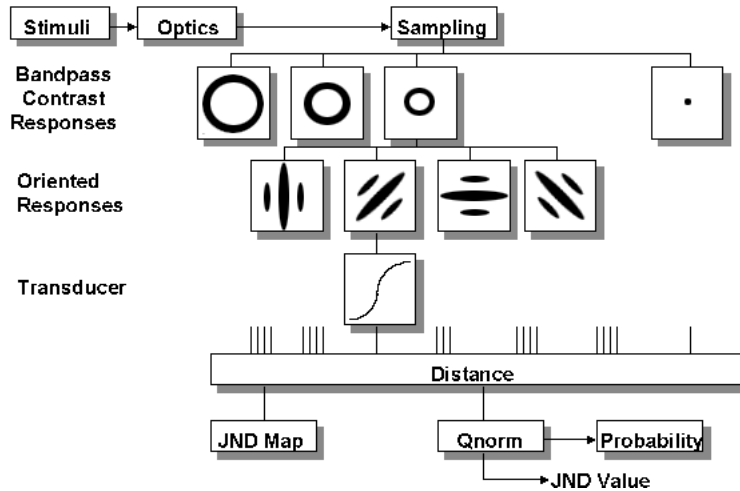 Stimuli
Optics
Sampling
Bandpass
Contrast
Responses
Oriented
Responses
Transducer
Distance
JND Map
Qnorm
Probability
JND Value